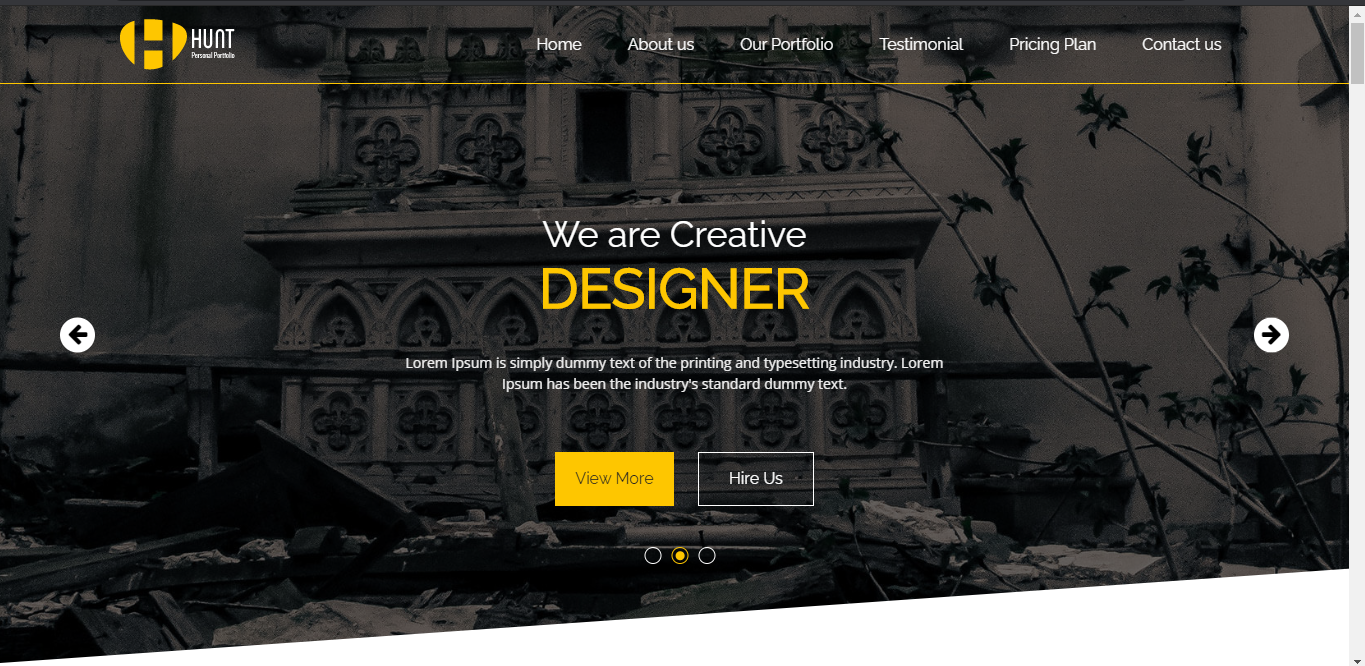 HUNT
Personal Portfolio
Home About us Our Portfolio Testimonial Pricing Plan Contact us
We are Creative
DESIGNER
Lorem Ipsum is simply dummy text of the printing and typesetting industry. Lorem
Ipsum has been the industry's standard dummy text.
View More Hire Us